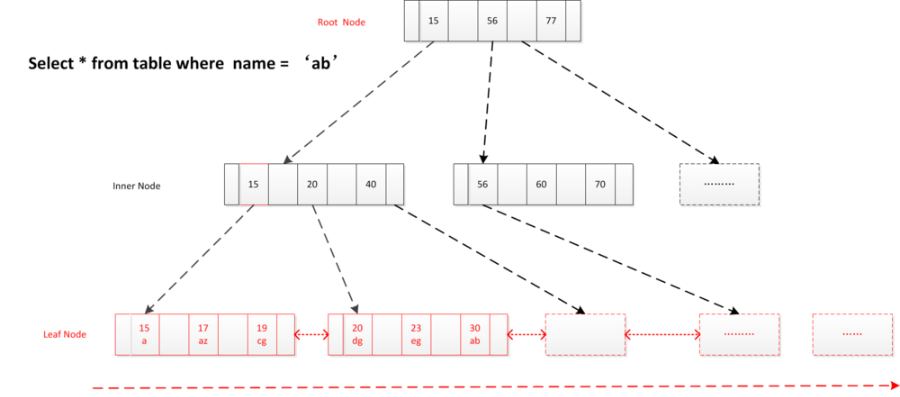 Root Node
15 56 77
Select * from table where name = ‘ab’
Inner Node
15 20 40
56 60 70
.........
Leaf Node
15 17 19
a az cg
20 23 30
dg eg ab
........
......